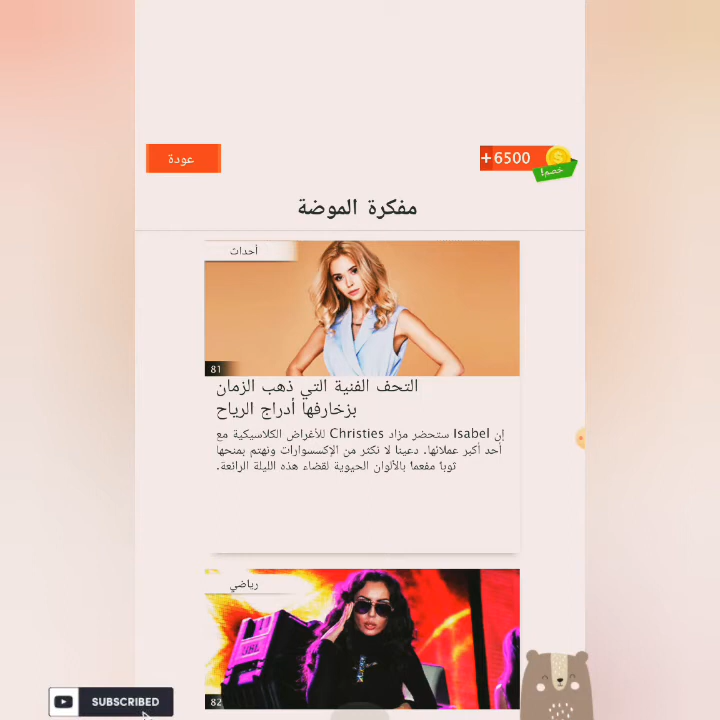 عودة
+6500
خصم!
مفكرة الموضة
أحداث
81
التحف الفنية التي ذهب الزمان
بزخارفها أدراج الرياح
إن Isabel ستحضر مزاد Christies للأغراض الكلاسيكية مع
أحد أكبر عملائها. دعينا لا نكثر من الإكسسوارات ونهتم بمنحها
ثوبا مفعما بالألوان الحيوية لقضاء هذه الليلة الرائعة.
رياضي
82
SUBSCRIBED